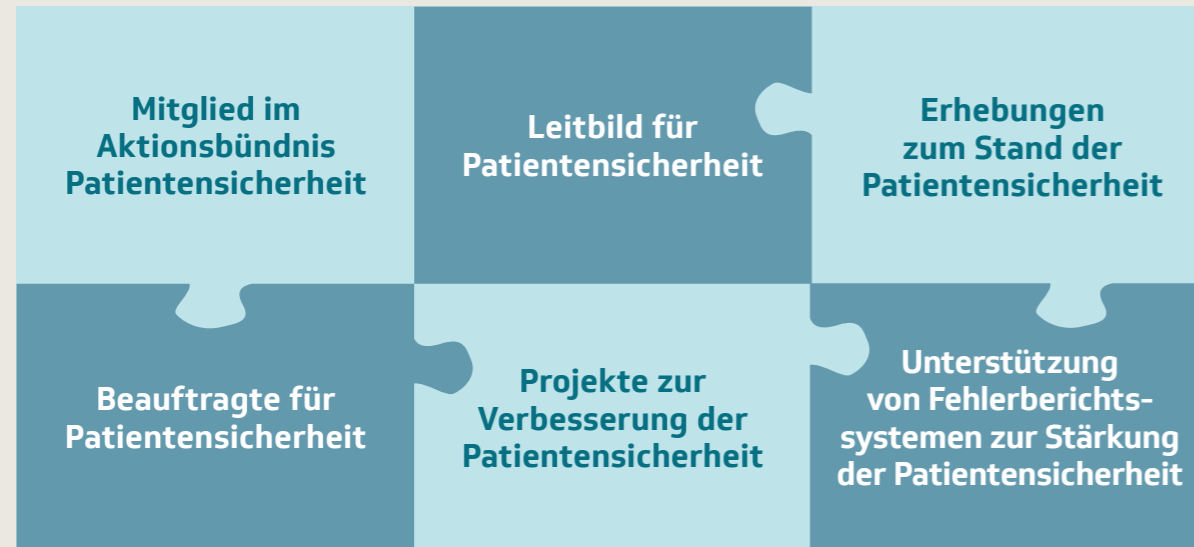 Mitglied im
Aktionsbündnis
Patientensicherheit
Leitbild für
Patientensicherheit
Erhebungen
zum Stand der
Patientensicherheit
Beauftragte für
Patientensicherheit
Projekte zur
Verbesserung der
Patientensicherheit
Unterstützung
von Fehlerberichts-
systemen zur Stärkung
der Patientensicherheit